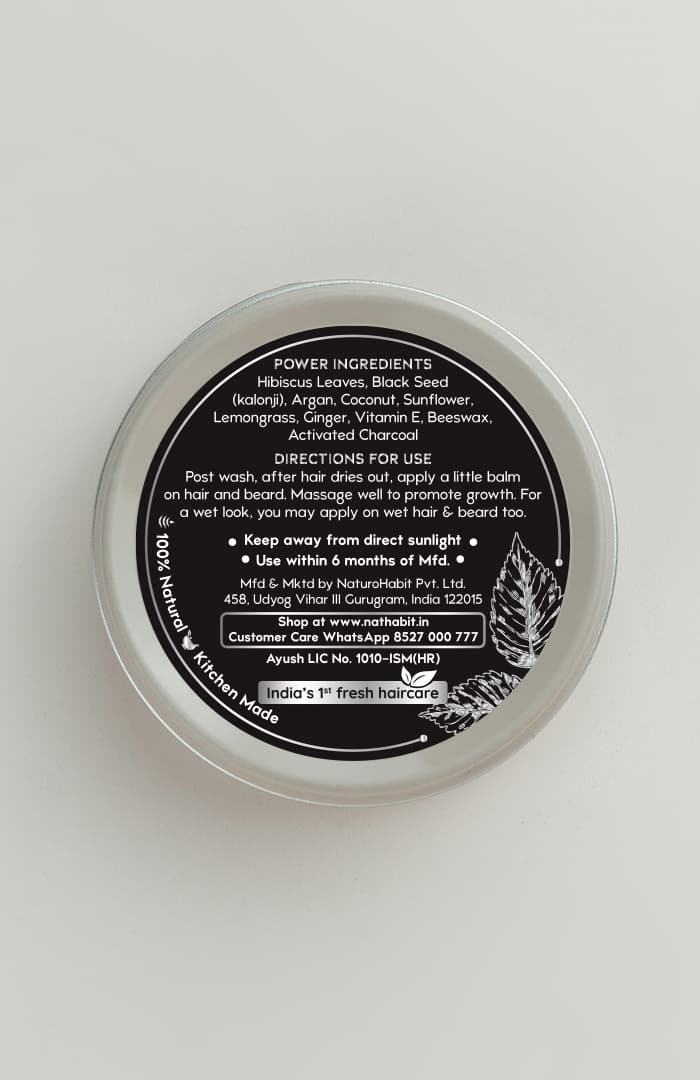 POWER INGREDIENTS
Hibiscus Leaves, Black Seed
(kalonji), Argan, Coconut, Sunflower,
Lemongrass, Ginger, Vitamin E, Beeswax,
Activated Charcoal
DIRECTIONS FOR USE
Post wash, after hair dries out, apply a little balm
on hair and beard. Massage well to promote growth. For
a wet look, you may apply on wet hair & beard too.
• Keep away from direct sunlight •
• Use within 6 months of Mfd. •
Mfd & Mktd by NaturoHabit Pvt. Ltd.
458, Udyog Vihar III Gurugram, India 122015
Shop at www.nathabit.in
Customer Care WhatsApp 8527 000 777
Ayush LIC No. 1010-ISM(HR)
India's 1st fresh haircare
100% Natural Kitchen Made